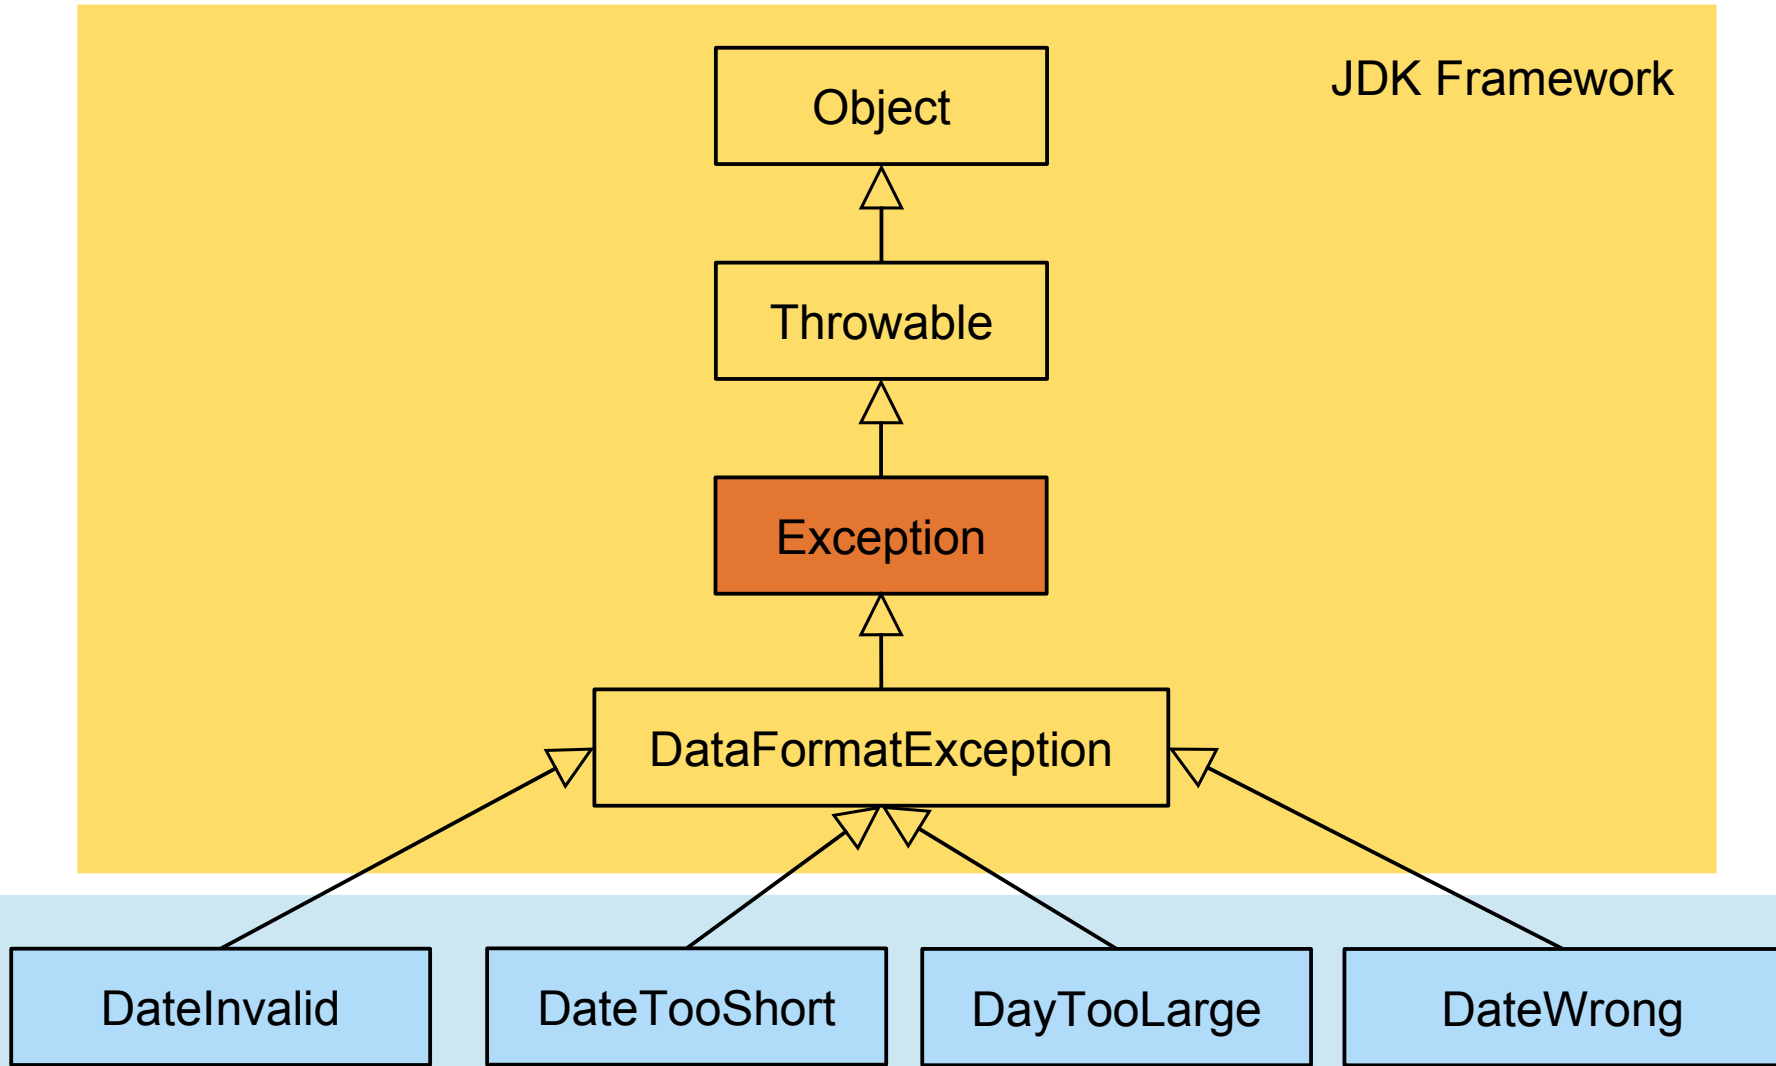 JDK Framework
Object
Throwable
Exception
DataFormatException
DateInvalid
DateTooShort
DayTooLarge
DateWrong